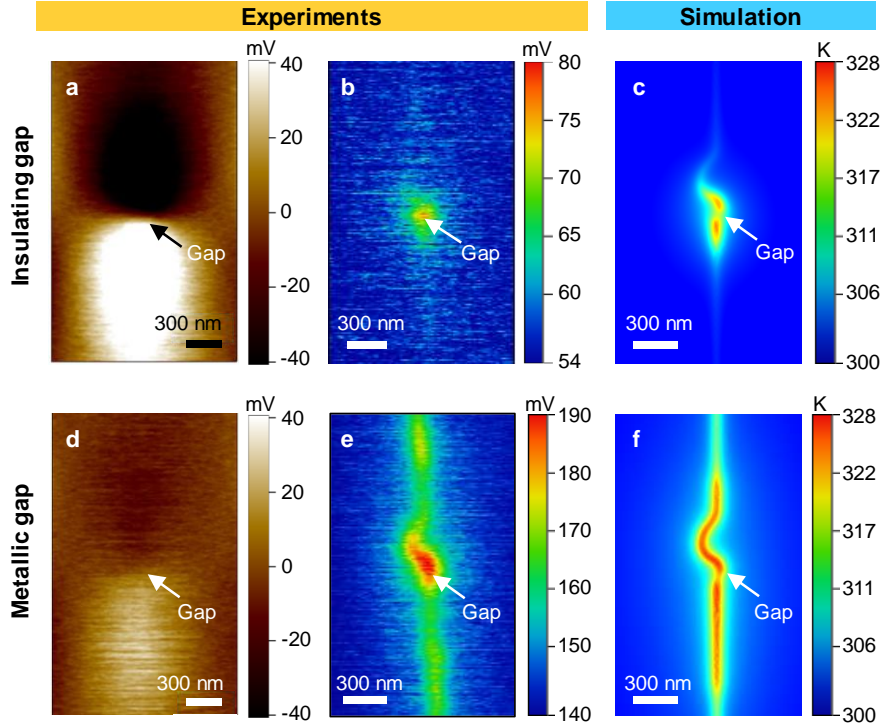 Experiments
Simulation
Insulating gap
a
mV
40
20
0
-20
-40
Gap
300 nm
b
mV
80
75
70
65
60
54
Gap
300 nm
c
K
328
322
317
311
306
300
Gap
300 nm
Metallic gap
d
mV
40
20
0
-20
-40
Gap
300 nm
e
mV
190
180
170
160
150
140
Gap
300 nm
f
K
328
322
317
311
306
300
Gap
300 nm